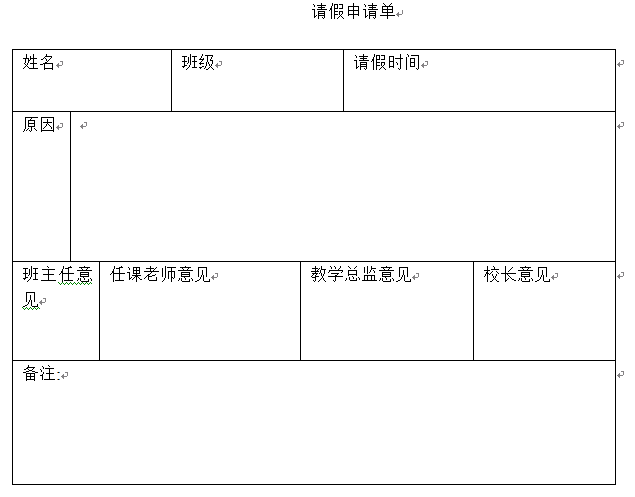 请假申请单
姓名 班级 请假时间
原因
班主任意 任课老师意见 教学总监意见 校长意见
见
备注: